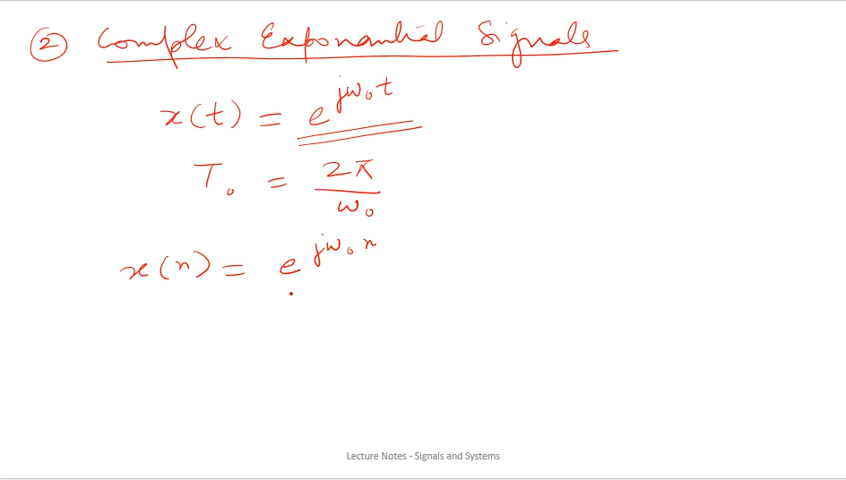 ② Complex Exponential Signals
x(t) = e^{jω₀t}
T₀ = 2π/ω₀
x(n) = e^{jω₀n}
Lecture Notes - Signals and Systems